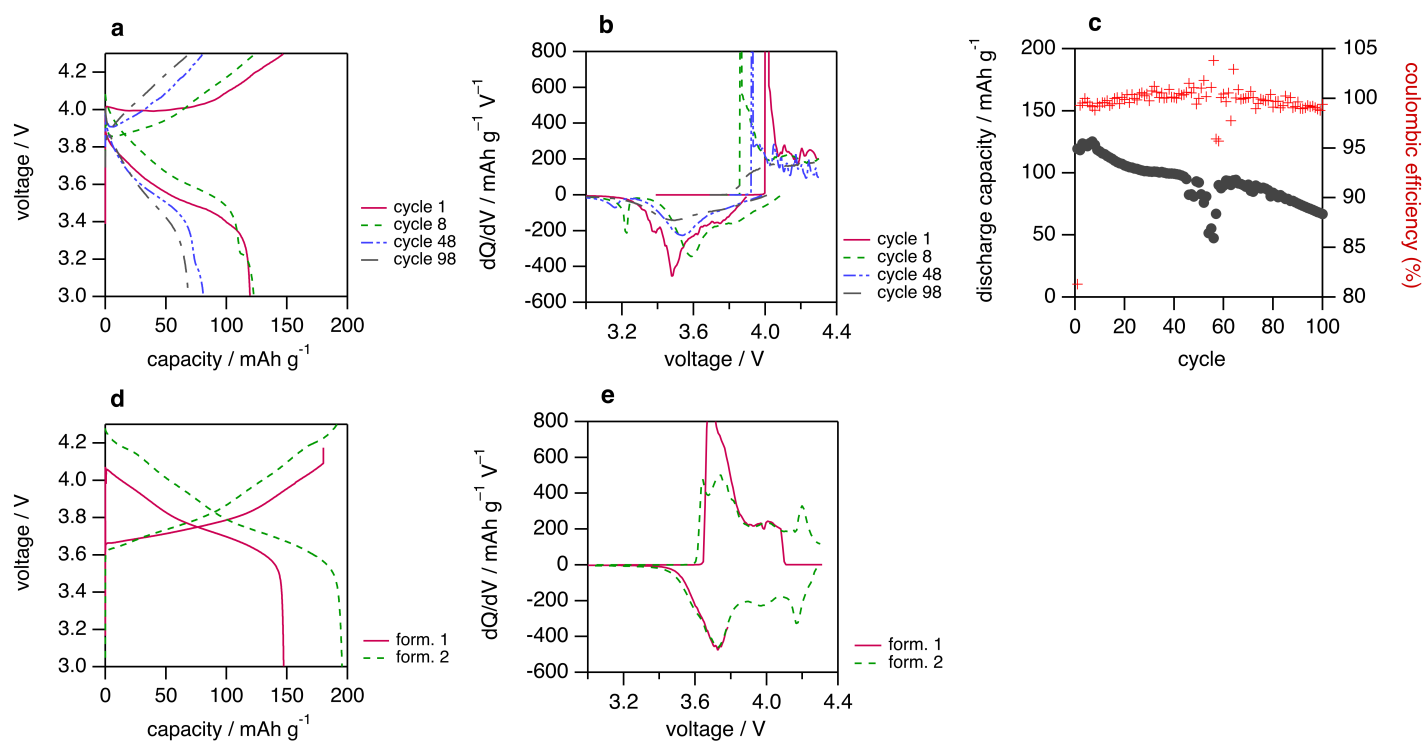 a
voltage / V
4.2
4.0
3.8
3.6
3.4
3.2
3.0
0 50 100 150 200
capacity / mAh g⁻¹
cycle 1
cycle 8
cycle 48
cycle 98
b
dQ/dV / mAh g⁻¹ V⁻¹
800
600
400
200
0
-200
-400
-600
3.2 3.6 4.0 4.4
voltage / V
cycle 1
cycle 8
cycle 48
cycle 98
c
discharge capacity / mAh g⁻¹
200
150
100
50
0
0 20 40 60 80 100
cycle
105
100
95
90
85
80
coulombic efficiency (%)
d
voltage / V
4.2
4.0
3.8
3.6
3.4
3.2
3.0
0 50 100 150 200
capacity / mAh g⁻¹
form. 1
form. 2
e
dQ/dV / mAh g⁻¹ V⁻¹
800
600
400
200
0
-200
-400
-600
3.2 3.6 4.0 4.4
voltage / V
form. 1
form. 2